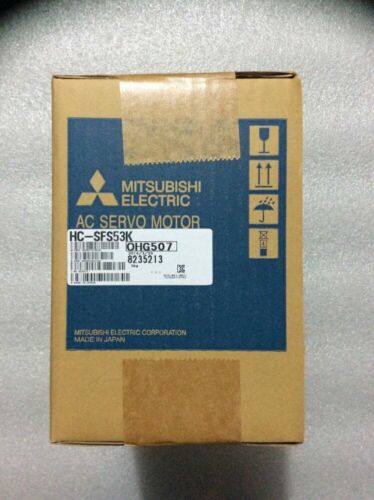 MITSUBISHI
ELECTRIC
AC SERVO MOTOR
HC-SFS53K
OHG507
8235213
MITSUBISHI ELECTRIC CORPORATION
MADE IN JAPAN